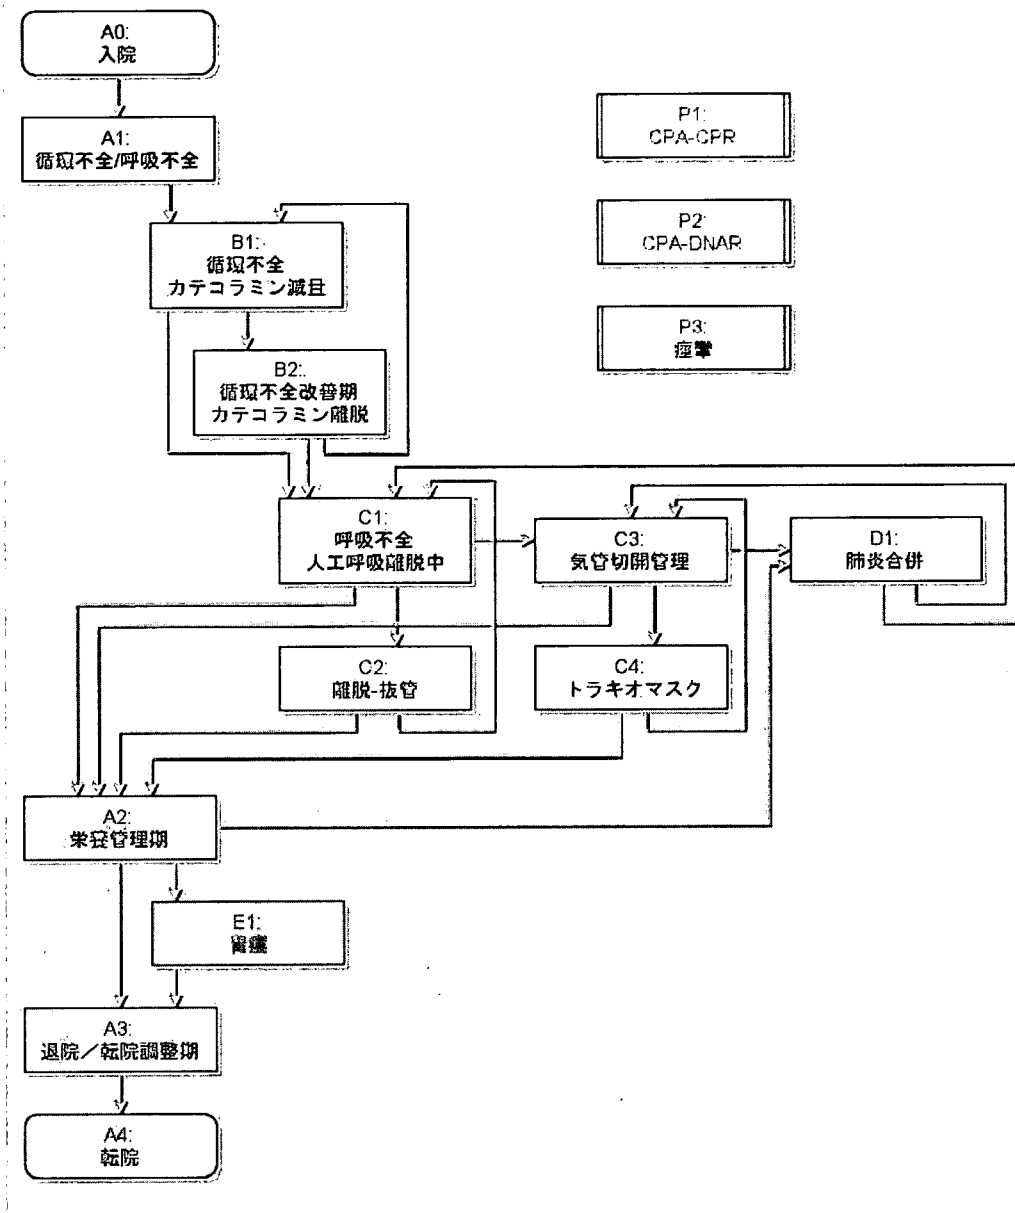 A0:
入院
A1:
循環不全/呼吸不全
P1:
CPA-CPR
B1:
循環不全
カテコラミン減量
P2:
CPA-DNAR
P3:
痙攣
B2:
循環不全改善期
カテコラミン離脱
C1:
呼吸不全
人工呼吸離脱中
C3:
気管切開管理
D1:
肺炎合併
C2:
離脱-抜管
C4:
トラキオマスク
A2:
栄養管理期
E1:
胃瘻
A3:
退院／転院調整期
A4:
転院